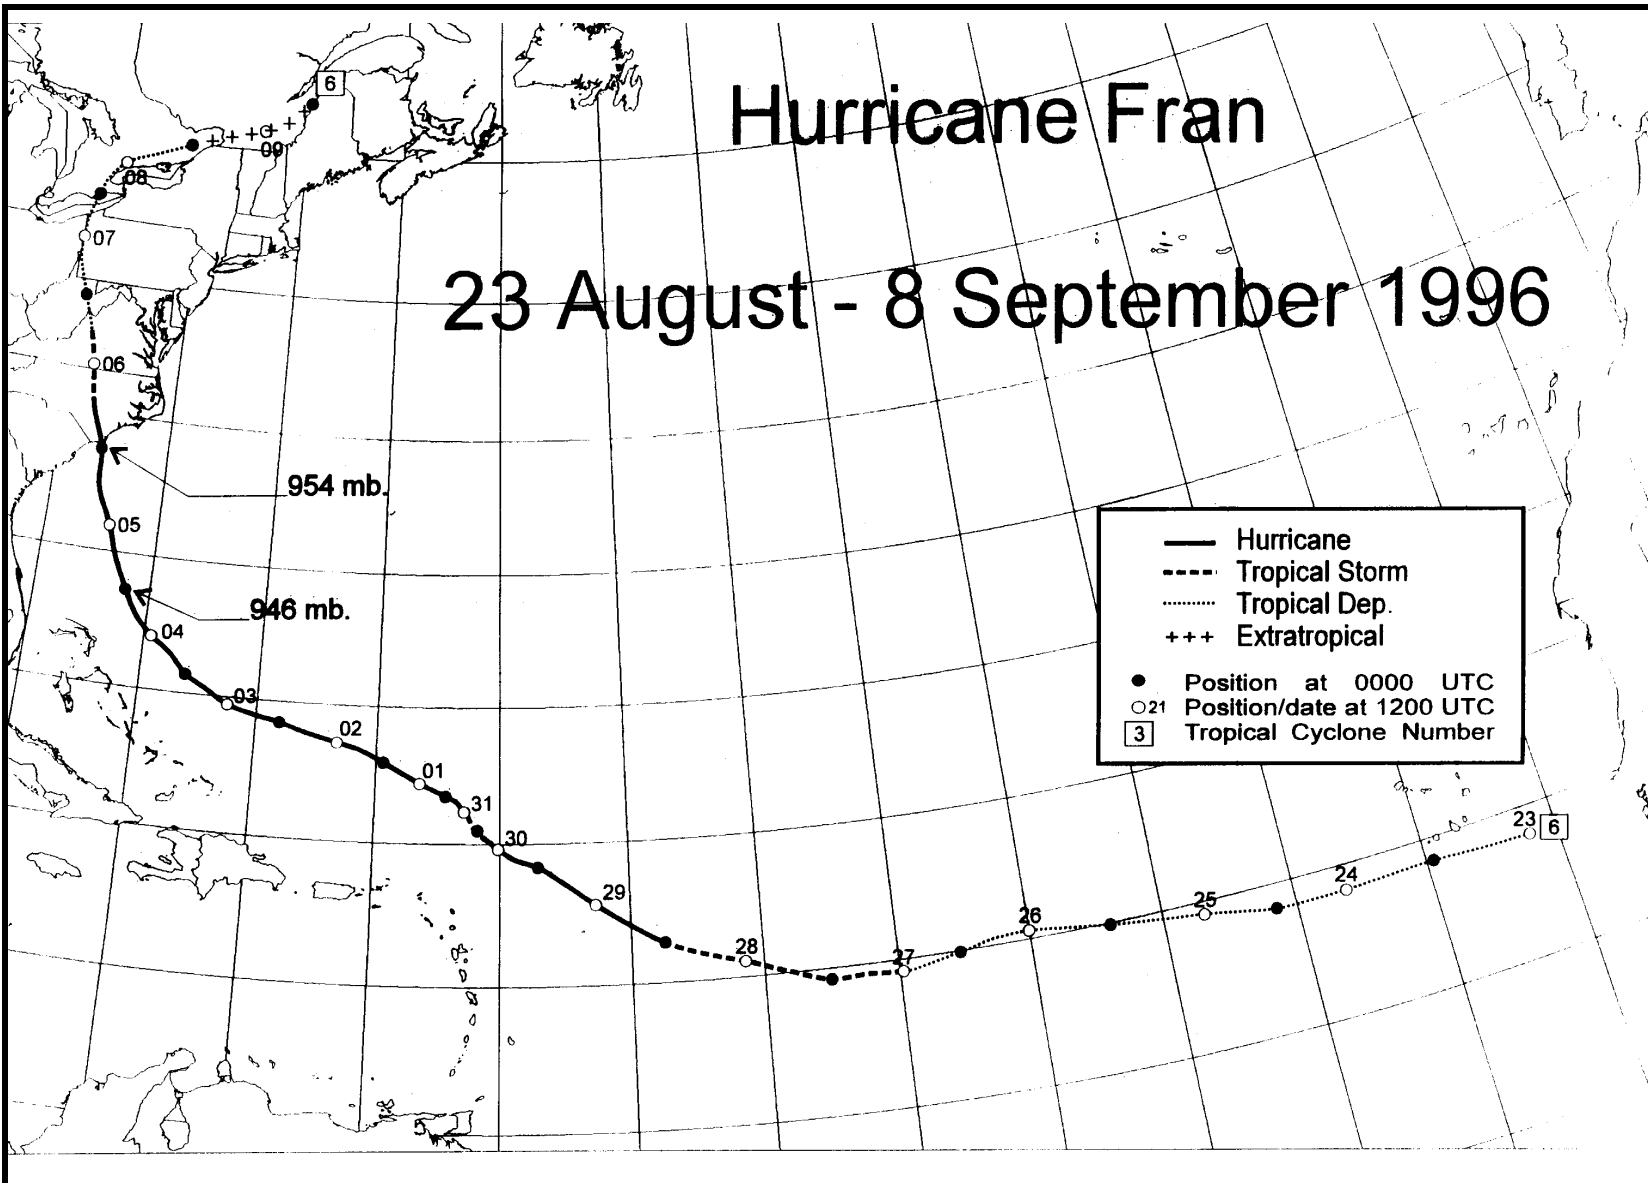 6
Hurricane Fran
09
08
07
23 August - 8 September 1996
06
954 mb.
05
946 mb.
04
03
02
01
31
30
29
28
27
26
25
24
23 6
Hurricane
Tropical Storm
Tropical Dep.
+++ Extratropical
Position at 0000 UTC
21 Position/date at 1200 UTC
3 Tropical Cyclone Number